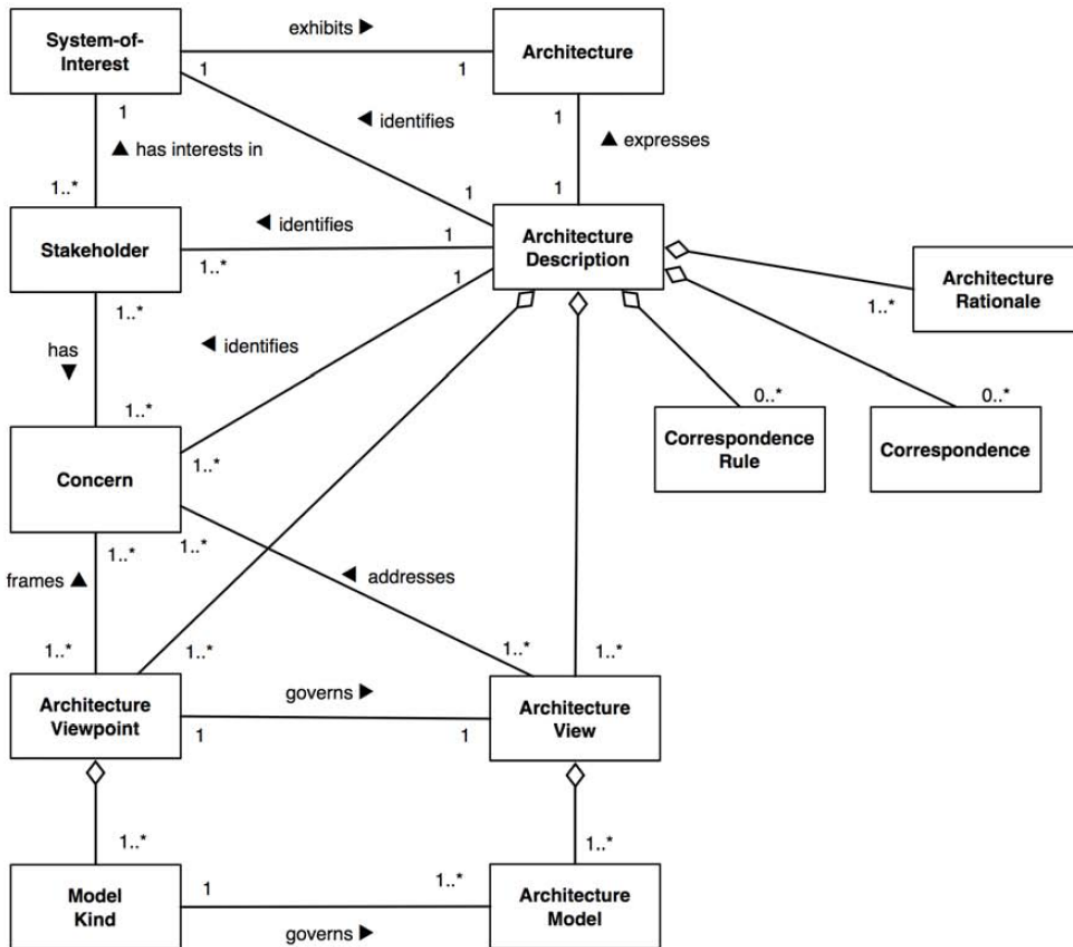 System-of-
Interest
exhibits ▶
Architecture
1
1
1
◀ identifies
1
▲ has interests in
▲ expresses
1..*
1
1
Stakeholder
◀ identifies
1
Architecture
Description
1..*
1
Architecture
Rationale
1..*
1..*
has
▼
◀ identifies
1..*
0..*
0..*
Concern
1..*
Correspondence
Rule
Correspondence
1..*
1..*
frames ▲
◀ addresses
1..*
1..*
1..*
1..*
Architecture
Viewpoint
governs ▶
Architecture
View
1
1
1..*
1..*
Model
Kind
1
1..*
Architecture
Model
governs ▶